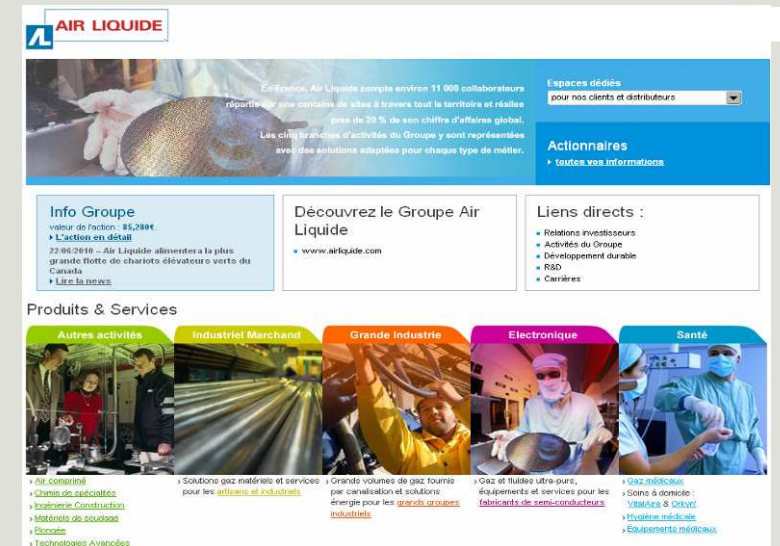 AIR LIQUIDE
En France, Air Liquide compte environ 11 000 collaborateurs
répartis sur une centaine de sites à travers tout le territoire et réalise
près de 20 % de son chiffre d'affaires global.
Les cinq branches d'activités du Groupe y sont représentées
avec des solutions adaptées pour chaque type de métier.
Espaces dédiés
pour nos clients et distributeurs
Actionnaires
toutes vos informations
Info Groupe
valeur de l'action : 85,280€.
L'action en détail
22/06/2010 – Air Liquide alimentera la plus
grande flotte de chariots élévateurs verts du
Canada
Lire la news
Découvrez le Groupe Air
Liquide
www.airliquide.com
Liens directs :
Relations investisseurs
Activités du Groupe
Développement durable
R&D
Carrières
Produits & Services
Autres activités
Air comprimé
Chimie de spécialités
Ingénierie Construction
Matériels de soudage
Plongée
Technologies Avancées
Industriel Marchand
Solutions gaz matériels et services
pour les artisans et industriels
Grande Industrie
Grande volumes de gaz fournis
par canalisation et solutions
énergie pour les grands groupes
industriels
Electronique
Gaz et fluides ultra-purs,
équipements et services pour les
fabricants de semi-conducteurs
Santé
Gaz médicaux
Soins à domicile :
VitalAire & Orkyn'
Hygiène médicale
Équipements médicaux